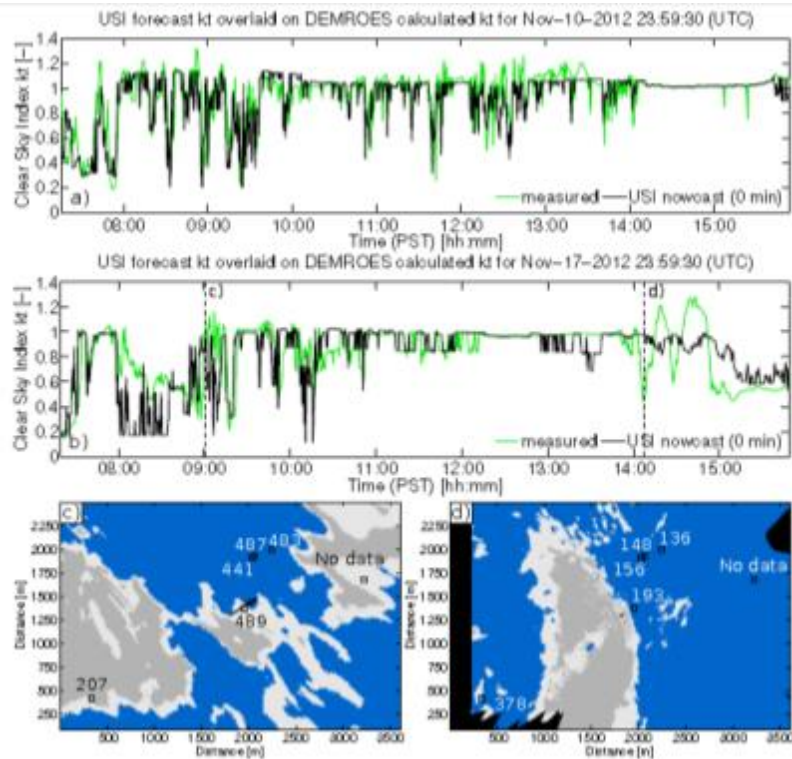 USI forecast kt overlaid on DEMROES calculated kt for Nov-10-2012 23:59:30 (UTC)
Clear Sky Index kt [-]
1.4
1.2
1
0.8
0.6
0.4
0.2
0
a)
measured
USI nowcast (0 min)
08:00 09:00 10:00 11:00 12:00 13:00 14:00 15:00
Time (PST) [hh:mm]
USI forecast kt overlaid on DEMROES calculated kt for Nov-17-2012 23:59:30 (UTC)
Clear Sky Index kt [-]
1.4
c)
d)
1.2
1
0.8
0.6
0.4
0.2
0
b)
measured
USI nowcast (0 min)
08:00 09:00 10:00 11:00 12:00 13:00 14:00 15:00
Time (PST) [hh:mm]
c)
Distance [m]
2250
2000
1750
1500
1250
1000
750
500
250
487 483
441
No data
489
207
500 1000 1500 2000 2500 3000 3500
Distance [m]
d)
Distance [m]
2250
2000
1750
1500
1250
1000
750
500
250
148 136
156
No data
193
378
500 1000 1500 2000 2500 3000 3500
Distance [m]